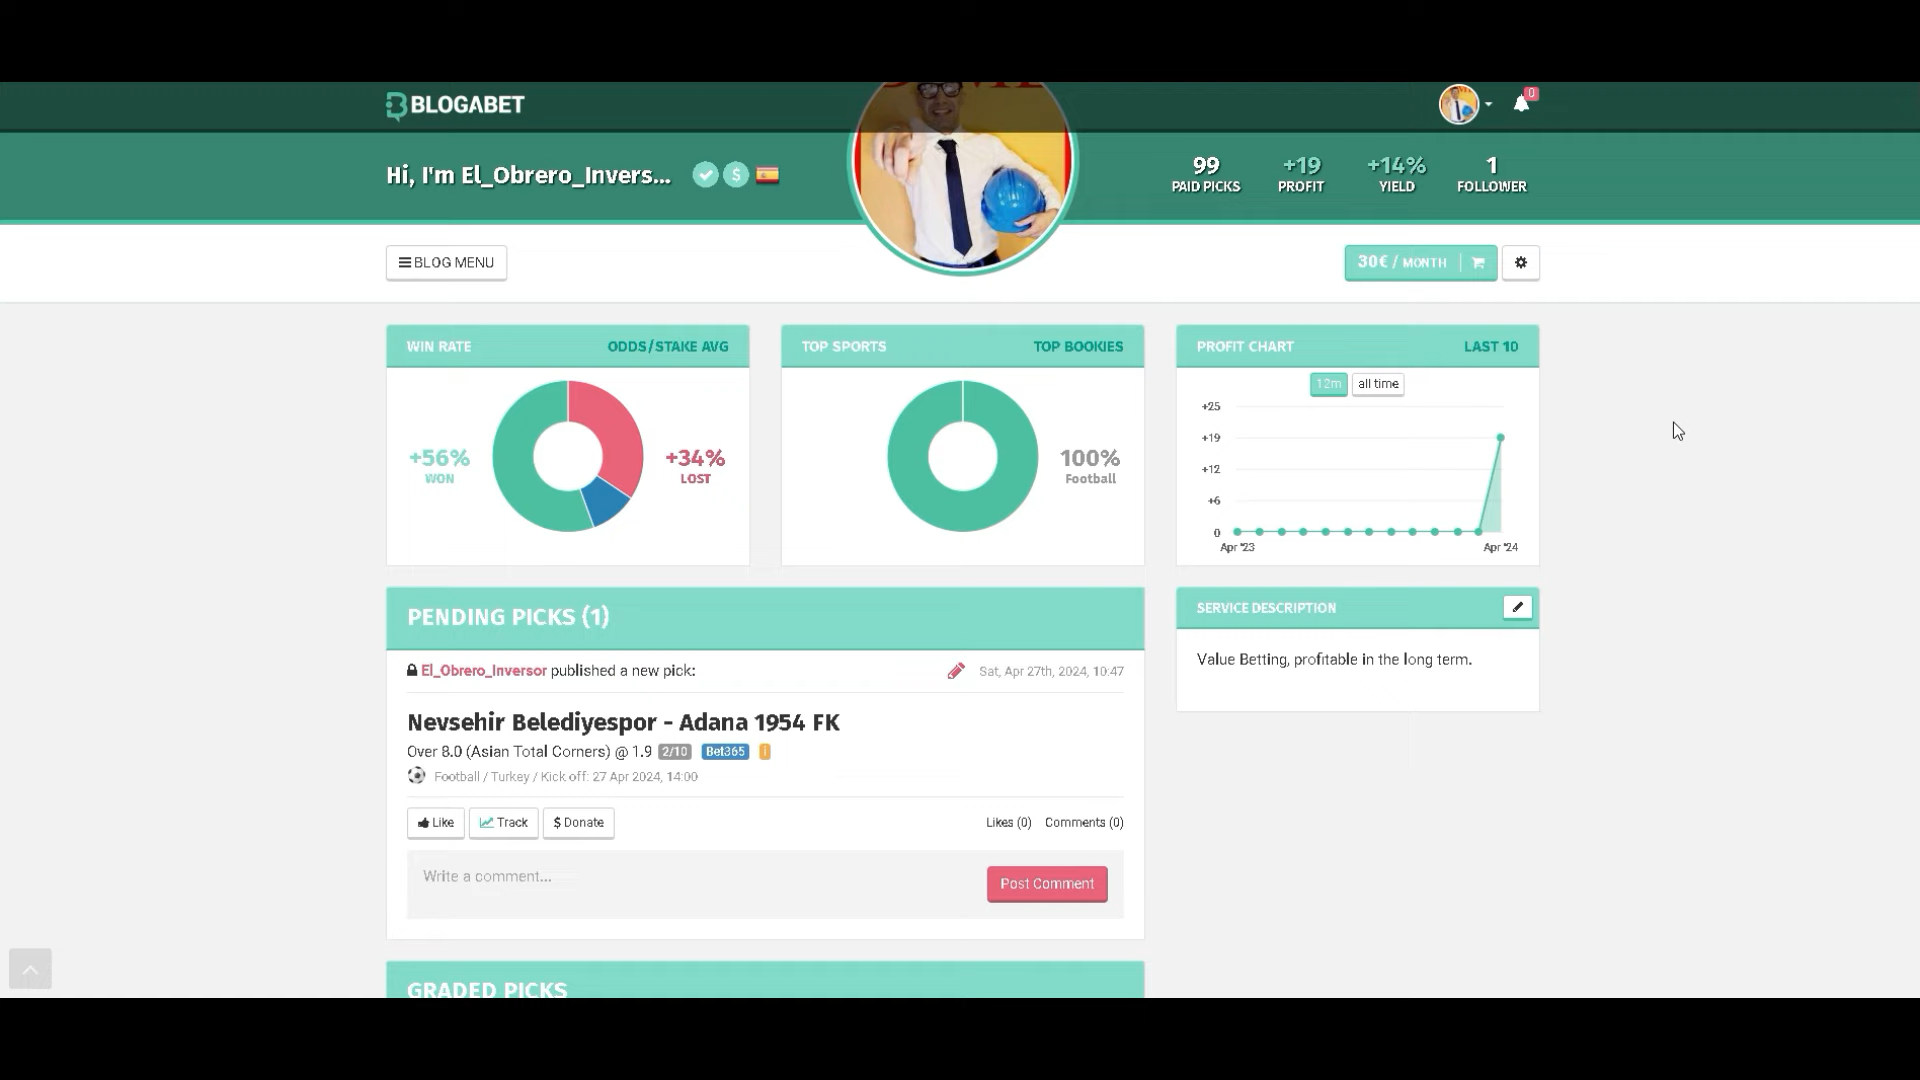 BLOGABET
0
Hi, I'm El_Obrero_Invers...
$
99
PAID PICKS
+19
PROFIT
+14%
YIELD
1
FOLLOWER
BLOG MENU
30€ / MONTH
WIN RATE
ODDS/STAKE AVG
+56%
WON
+34%
LOST
TOP SPORTS
TOP BOOKIES
100%
Football
PROFIT CHART
LAST 10
12m
all time
+25
+19
+12
+6
0
Apr '23
Apr '24
PENDING PICKS (1)
El_Obrero_Inversor published a new pick:
Sat, Apr 27th, 2024, 10:47
Nevsehir Belediyespor - Adana 1954 FK
Over 8.0 (Asian Total Corners) @ 1.9 2/10 Bet365 i
Football / Turkey / Kick off: 27 Apr 2024, 14:00
Like
Track
$ Donate
Likes (0)
Comments (0)
Write a comment...
Post Comment
SERVICE DESCRIPTION
Value Betting, profitable in the long term.
GRADED PICKS